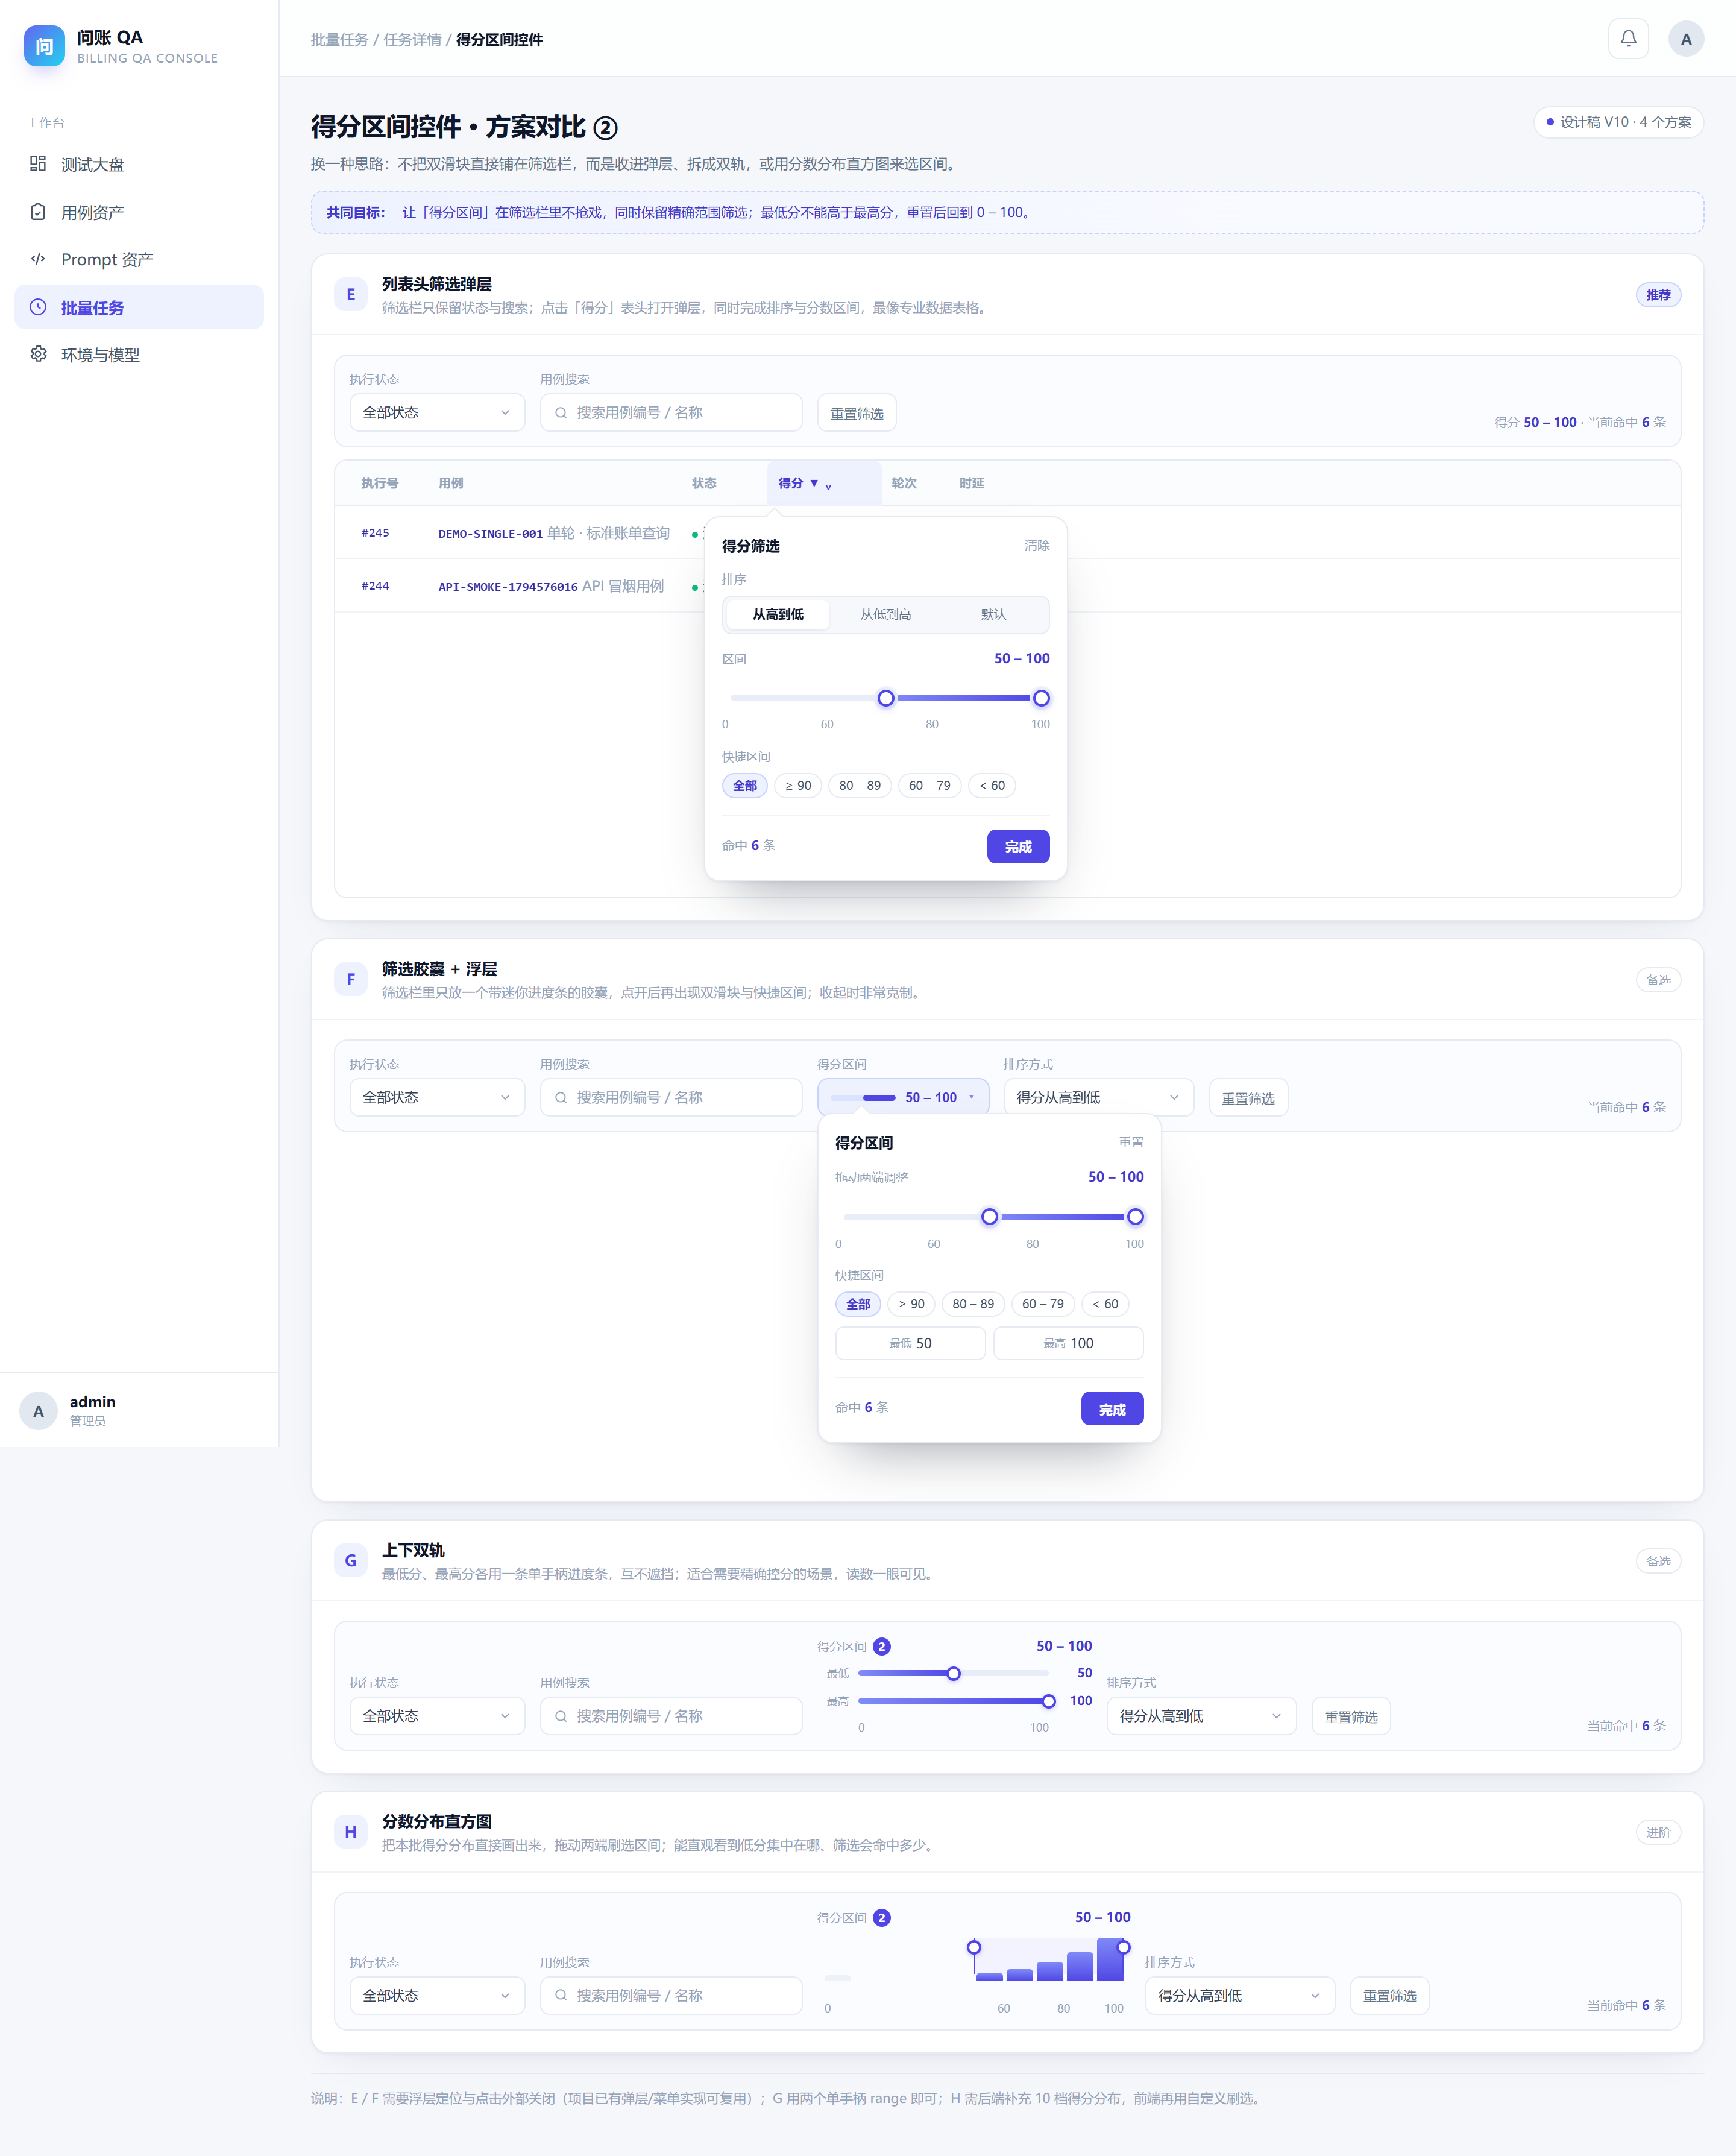 问
问账 QA
BILLING QA CONSOLE
工作台
测试大盘
用例资产
Prompt 资产
批量任务
环境与模型
A
admin
管理员
批量任务 / 任务详情 / 得分区间控件
A
得分区间控件 • 方案对比 ②
设计稿 V10 · 4 个方案
换一种思路：不把双滑块直接铺在筛选栏，而是收进弹层、拆成双轨，或用分数分布直方图来选区间。
共同目标： 让「得分区间」在筛选栏里不抢戏，同时保留精确范围筛选；最低分不能高于最高分，重置后回到 0 – 100。
E
列表头筛选弹层
筛选栏只保留状态与搜索；点击「得分」表头打开弹层，同时完成排序与分数区间，最像专业数据表格。
推荐
执行状态
用例搜索
全部状态
搜索用例编号 / 名称
重置筛选
得分 50 – 100 · 当前命中 6 条
执行号 用例 状态 得分 ▼ 轮次 时延
#245 DEMO-SINGLE-001 单轮 · 标准账单查询
#244 API-SMOKE-1794576016 API 冒烟用例
得分筛选
清除
排序
从高到低 从低到高 默认
区间 50 – 100
0 60 80 100
快捷区间
全部 ≥ 90 80 – 89 60 – 79 < 60
命中 6 条
完成
F
筛选胶囊 + 浮层
筛选栏里只放一个带迷你进度条的胶囊，点开后再出现双滑块与快捷区间；收起时非常克制。
备选
执行状态 用例搜索 得分区间 排序方式
全部状态 搜索用例编号 / 名称 50 – 100 得分从高到低 重置筛选
当前命中 6 条
得分区间
重置
拖动两端调整 50 – 100
0 60 80 100
快捷区间
全部 ≥ 90 80 – 89 60 – 79 < 60
最低 50 最高 100
命中 6 条
完成
G
上下双轨
最低分、最高分各用一条单手柄进度条，互不遮挡；适合需要精确控分的场景，读数一眼可见。
备选
得分区间 2 50 – 100
最低 50
最高 100
0 100
执行状态 用例搜索 排序方式
全部状态 搜索用例编号 / 名称 得分从高到低 重置筛选
当前命中 6 条
H
分数分布直方图
把本批得分分布直接画出来，拖动两端刷选区间；能直观看到低分集中在哪、筛选会命中多少。
进阶
得分区间 2 50 – 100
0 60 80 100
执行状态 用例搜索 排序方式
全部状态 搜索用例编号 / 名称 得分从高到低 重置筛选
当前命中 6 条
说明：E / F 需要浮层定位与点击外部关闭（项目已有弹层/菜单实现可复用）；G 用两个单手柄 range 即可；H 需后端补充 10 档得分分布，前端再用自定义刷选。